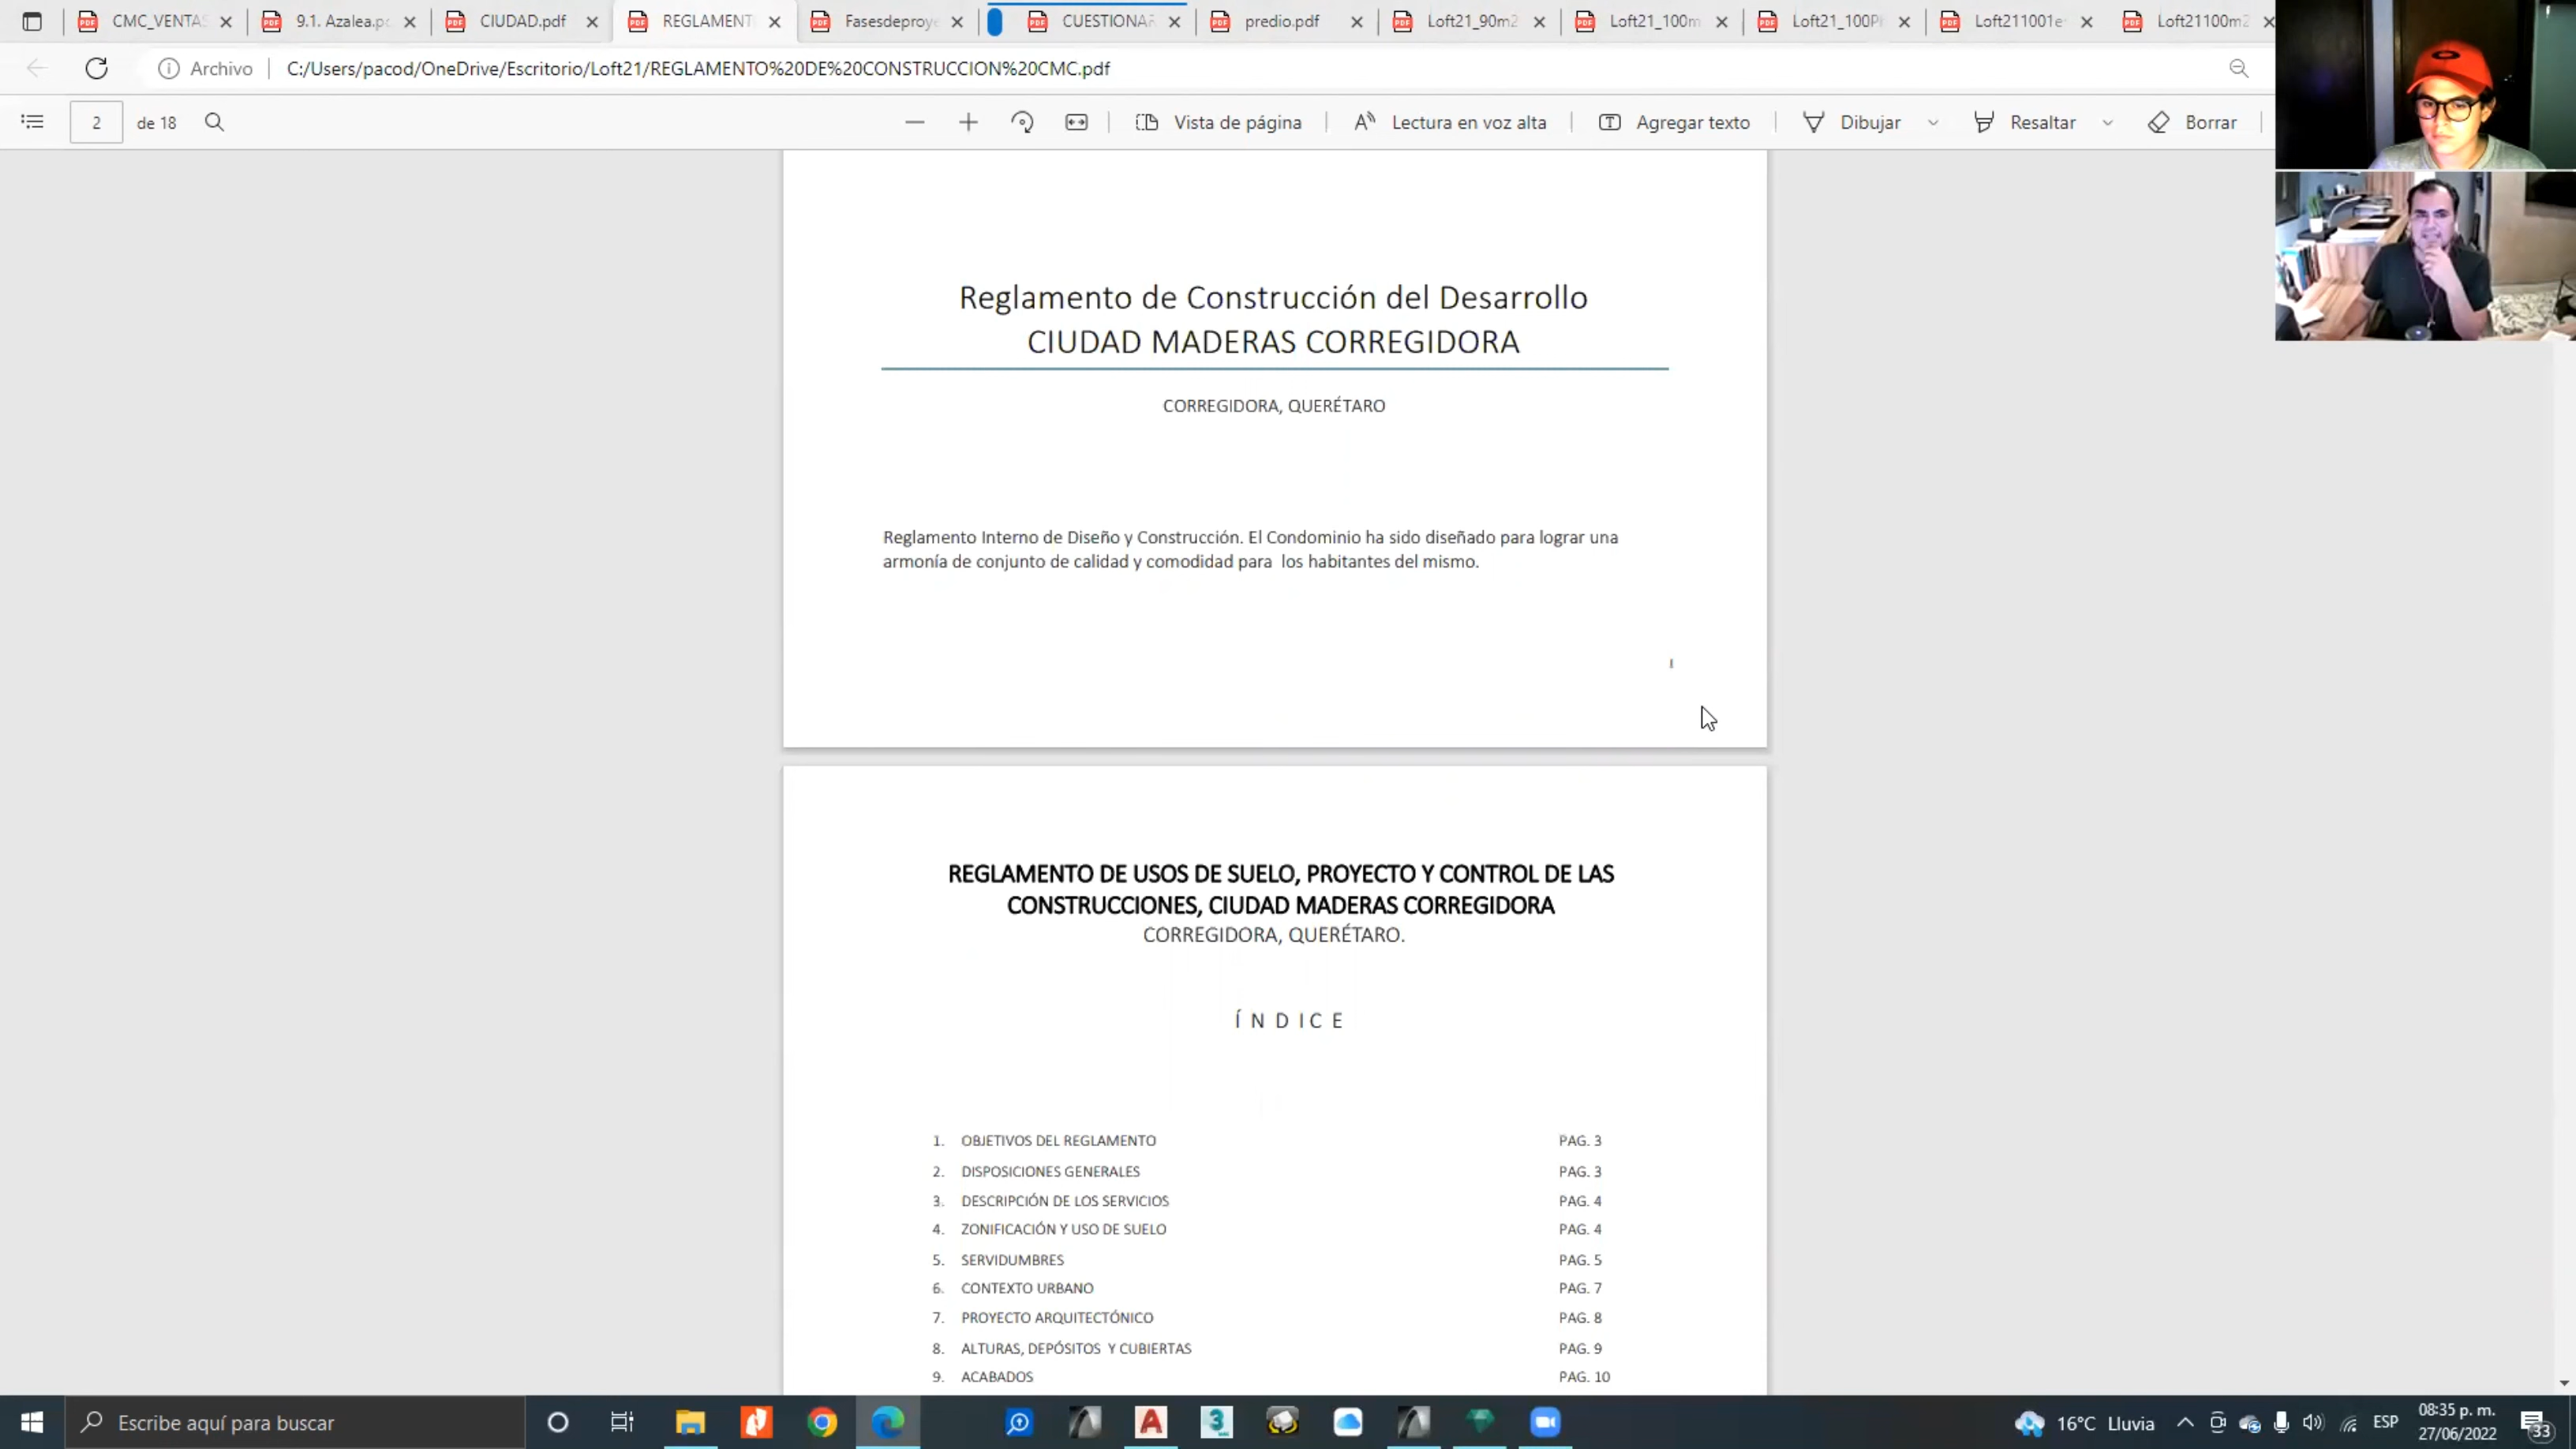 CMC_VENTAS
9.1. Azalea.pd
CIUDAD.pdf
REGLAMENT
Fasesdeproye
CUESTIONAR
predio.pdf
Loft21_90m2
Loft21_100m
Loft21_100Pl
Loft211001e
Loft21100m2
Archivo
C:/Users/pacod/OneDrive/Escritorio/Loft21/REGLAMENTO%20DE%20CONSTRUCCION%20CMC.pdf
2 de 18
Vista de página
Lectura en voz alta
Agregar texto
Dibujar
Resaltar
Borrar
Reglamento de Construcción del Desarrollo
CIUDAD MADERAS CORREGIDORA
CORREGIDORA, QUERÉTARO
Reglamento Interno de Diseño y Construcción. El Condominio ha sido diseñado para lograr una
armonía de conjunto de calidad y comodidad para los habitantes del mismo.
REGLAMENTO DE USOS DE SUELO, PROYECTO Y CONTROL DE LAS
CONSTRUCCIONES, CIUDAD MADERAS CORREGIDORA
CORREGIDORA, QUERÉTARO.
ÍNDICE
1. OBJETIVOS DEL REGLAMENTO PAG. 3
2. DISPOSICIONES GENERALES PAG. 3
3. DESCRIPCIÓN DE LOS SERVICIOS PAG. 4
4. ZONIFICACIÓN Y USO DE SUELO PAG. 4
5. SERVIDUMBRES PAG. 5
6. CONTEXTO URBANO PAG. 7
7. PROYECTO ARQUITECTÓNICO PAG. 8
8. ALTURAS, DEPÓSITOS Y CUBIERTAS PAG. 9
9. ACABADOS PAG. 10
Escribe aquí para buscar
16°C Lluvia
ESP
08:35 p. m.
27/06/2022
33